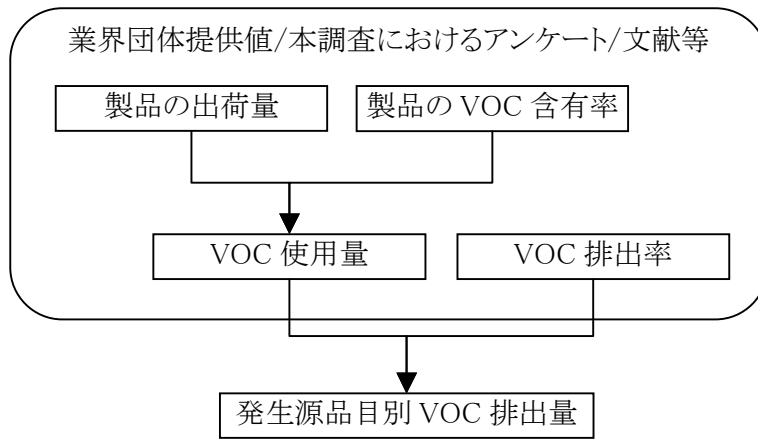 業界団体提供値/本調査におけるアンケート/文献等
製品の出荷量
製品の VOC 含有率
VOC 使用量
VOC 排出率
発生源品目別 VOC 排出量